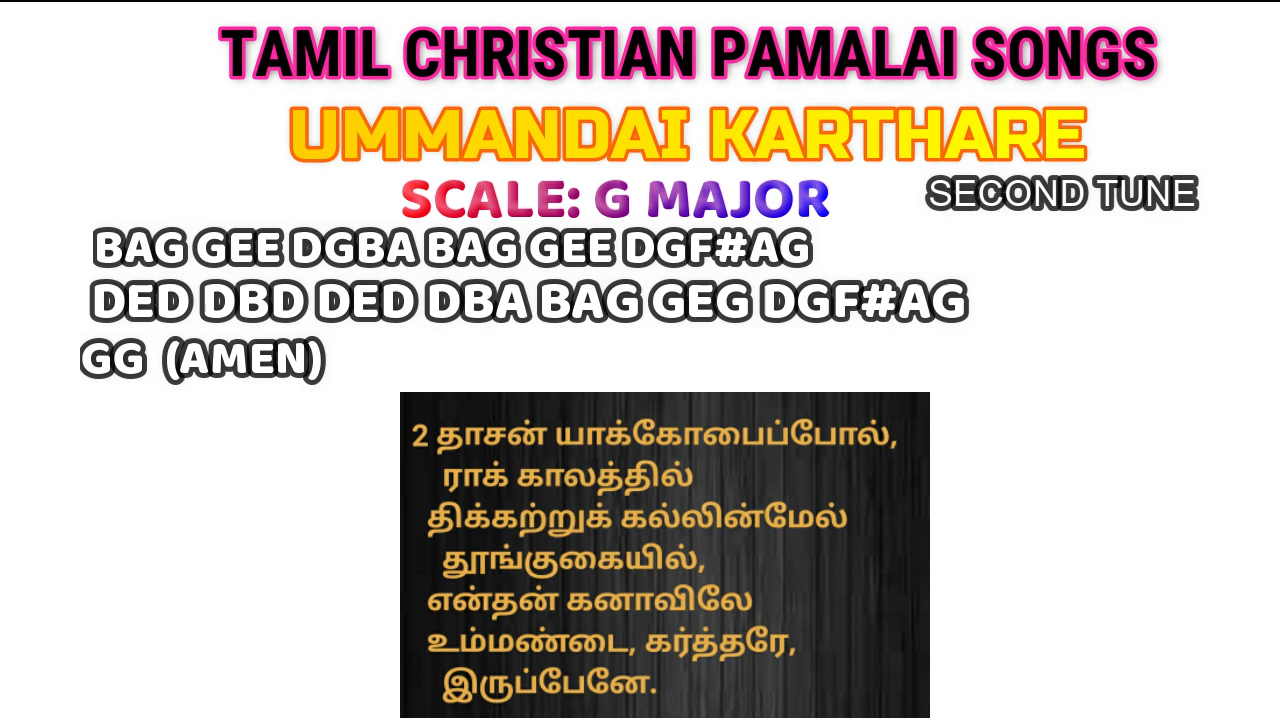 TAMIL CHRISTIAN PAMALAI SONGS
UMMANDAI KARTHARE
SCALE: G MAJOR
SECOND TUNE
BAG GEE DGBA BAG GEE DGF#AG
DED DBD DED DBA BAG GEG DGF#AG
GG (AMEN)
2 தாசன் யாக்கோபைப்போல்,
ராக் காலத்தில்
திக்கற்றுக் கல்லின்மேல்
தூங்குகையில்,
என்தன் கனாவிலே
உம்மண்டை, கர்த்தரே,
இருப்பேனே.